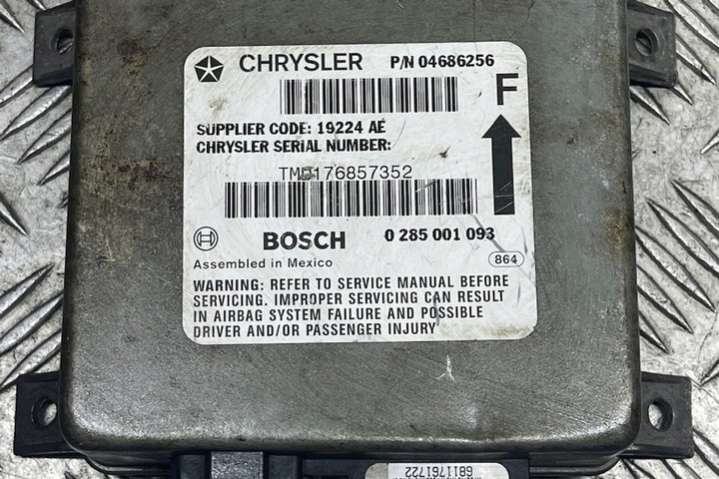 CHRYSLER P/N 04686256
F
SUPPLIER CODE: 19224 AE
CHRYSLER SERIAL NUMBER:
BOSCH 0 285 001 093
Assembled in Mexico 864
WARNING: REFER TO SERVICE MANUAL BEFORE
SERVICING. IMPROPER SERVICING CAN RESULT
IN AIRBAG SYSTEM FAILURE AND POSSIBLE
DRIVER AND/OR PASSENGER INJURY
6811761722